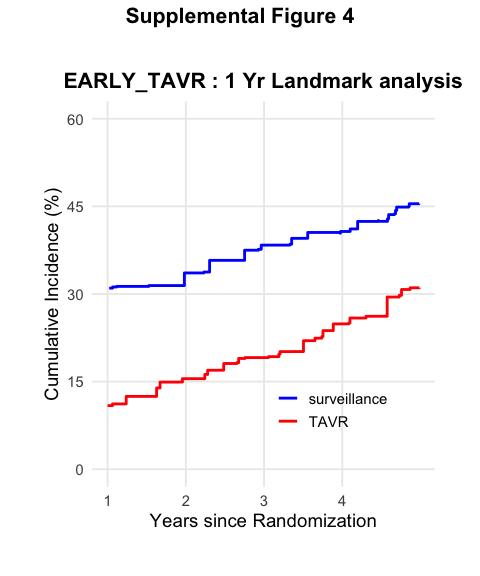 Supplemental Figure 4
EARLY_TAVR : 1 Yr Landmark analysis
60
45
30
15
0
Cumulative Incidence (%)
surveillance
TAVR
1 2 3 4
Years since Randomization